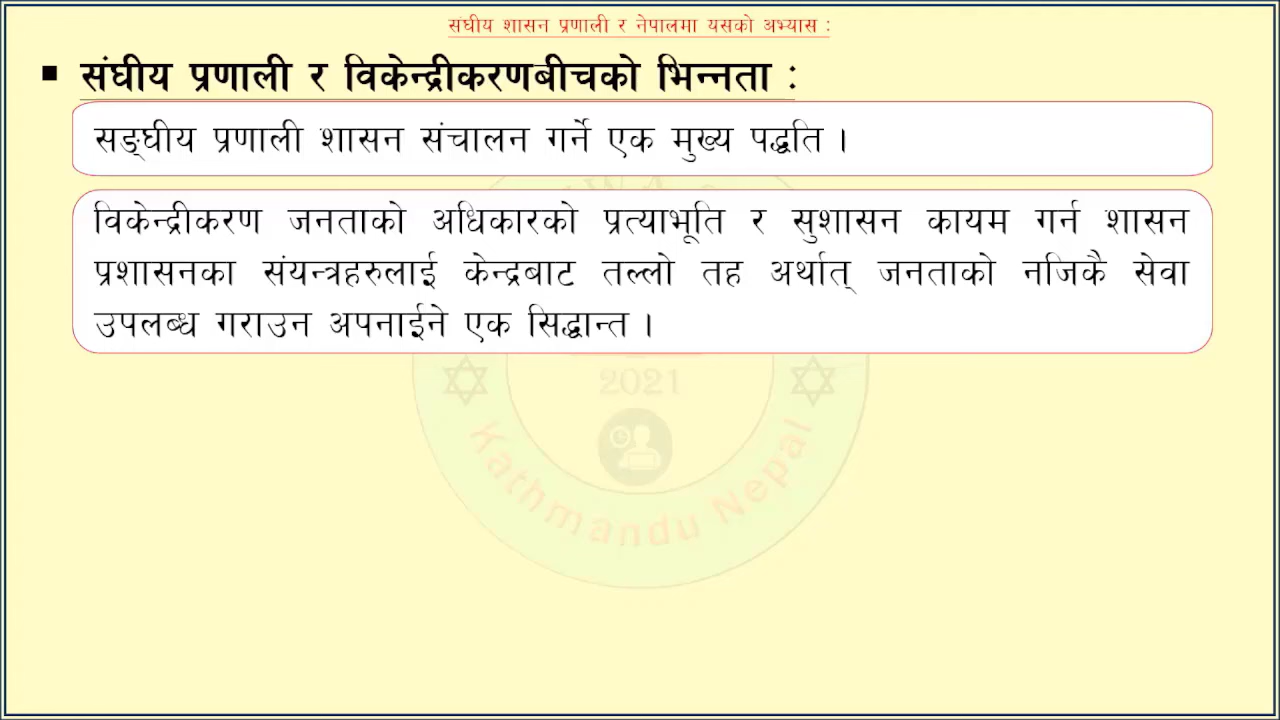 संघीय शासन प्रणाली र नेपालमा यसको अभ्यास :
▪ संघीय प्रणाली र विकेन्द्रीकरणबीचको भिन्नता :
सङ्घीय प्रणाली शासन संचालन गर्ने एक मुख्य पद्धति ।
विकेन्द्रीकरण जनताको अधिकारको प्रत्याभूति र सुशासन कायम गर्न शासन
प्रशासनका संयन्त्रहरुलाई केन्द्रबाट तल्लो तह अर्थात् जनताको नजिकै सेवा
उपलब्ध गराउन अपनाईने एक सिद्धान्त ।
2021
Kathmandu Nepal